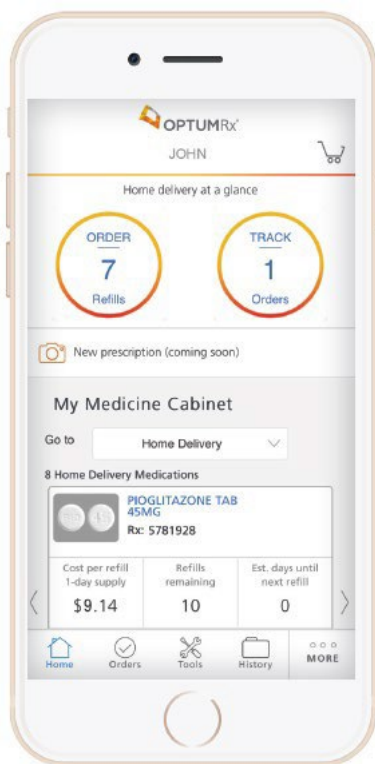 OPTUMRx®
JOHN
Home delivery at a glance
ORDER
7
Refills
TRACK
1
Orders
New prescription (coming soon)
My Medicine Cabinet
Go to
Home Delivery
8 Home Delivery Medications
PIOGLITAZONE TAB
45MG
Rx: 5781928
Cost per refill
1-day supply
$9.14
Refills
remaining
10
Est. days until
next refill
0
Home
Orders
Tools
History
MORE